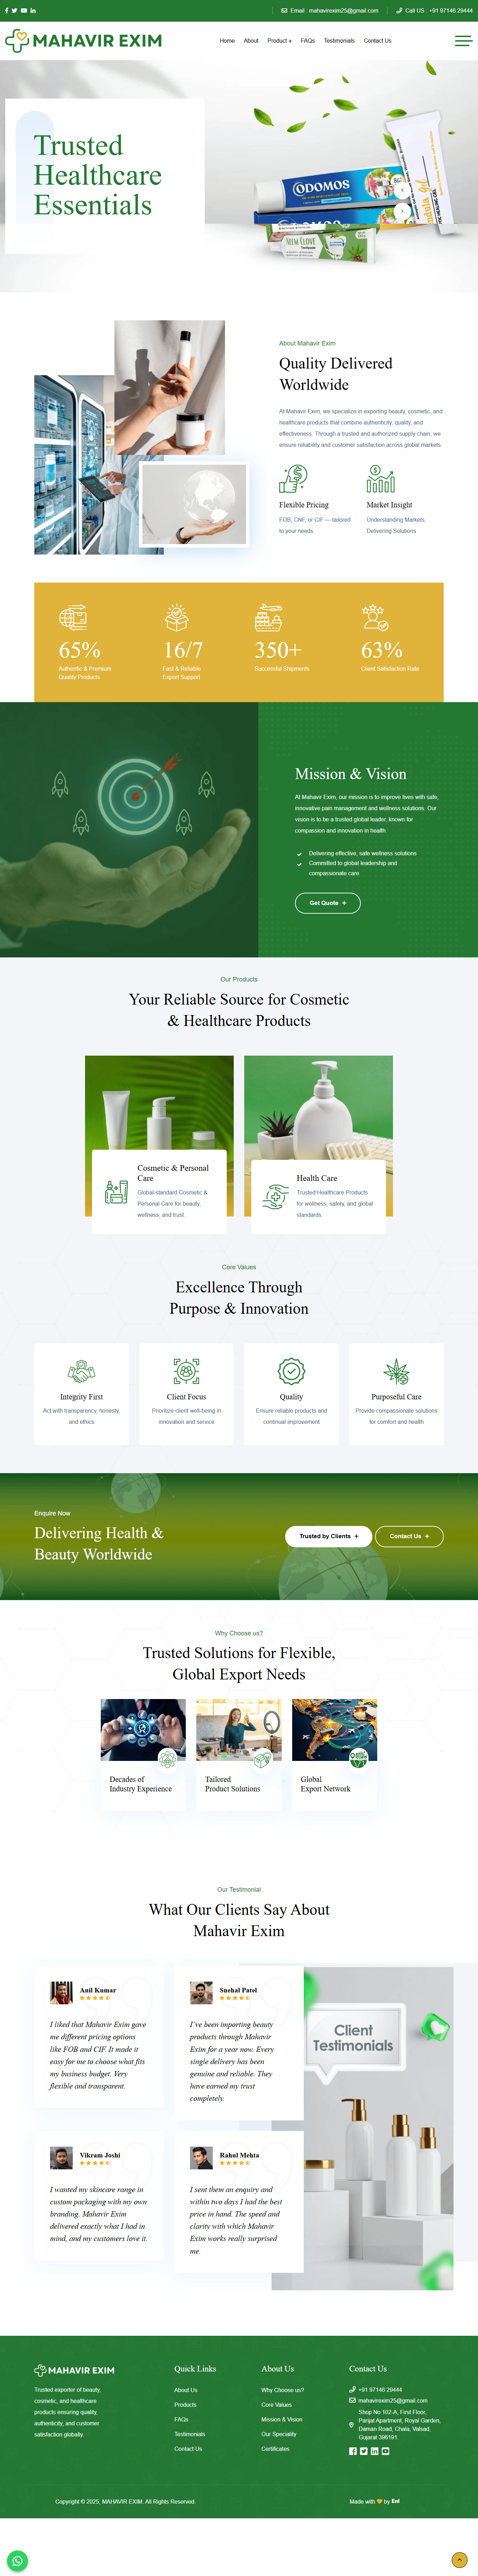 Email : mahavirexim25@gmail.com
Call US : +91 97146 29444
MAHAVIR EXIM
Home About Product + FAQs Testimonials Contact Us
Trusted
Healthcare
Essentials
ODOMOS
NEEM CLOVE
About Mahavir Exim
Quality Delivered
Worldwide
At Mahavir Exim, we specialize in exporting beauty, cosmetic, and
healthcare products that combine authenticity, quality, and
effectiveness. Through a trusted and authorized supply chain, we
ensure reliability and customer satisfaction across global markets.
Flexible Pricing
FOB, CNF, or CIF — tailored
to your needs.
Market Insight
Understanding Markets,
Delivering Solutions
65%
Authentic & Premium
Quality Products
16/7
Fast & Reliable
Export Support
350+
Successful Shipments
63%
Client Satisfaction Rate
Mission & Vision
At Mahavir Exim, our mission is to improve lives with safe,
innovative pain management and wellness solutions. Our
vision is to be a trusted global leader, known for
compassion and innovation in health:
Delivering effective, safe wellness solutions
Committed to global leadership and
compassionate care
Get Quote +
Our Products
Your Reliable Source for Cosmetic
& Healthcare Products
Cosmetic & Personal
Care
Global-standard Cosmetic &
Personal Care for beauty,
wellness, and trust.
Health Care
Trusted Healthcare Products
for wellness, safety, and global
standards.
Core Values
Excellence Through
Purpose & Innovation
Integrity First
Act with transparency, honesty,
and ethics
Client Focus
Prioritize client well-being in
innovation and service
Quality
Ensure reliable products and
continual improvement
Purposeful Care
Provide compassionate solutions
for comfort and health
Enquire Now
Delivering Health &
Beauty Worldwide
Trusted by Clients +
Contact Us +
Why Choose us?
Trusted Solutions for Flexible,
Global Export Needs
Decades of
Industry Experience
Tailored
Product Solutions
Global
Export Network
Our Testimonial
What Our Clients Say About
Mahavir Exim
Anil Kumar
I liked that Mahavir Exim gave
me different pricing options
like FOB and CIF. It made it
easy for me to choose what fits
my business budget. Very
flexible and transparent.
Snehal Patel
I've been importing beauty
products through Mahavir
Exim for a year now. Every
single delivery has been
genuine and reliable. They
have earned my trust
completely.
Vikram Joshi
I wanted my skincare range in
custom packaging with my own
branding. Mahavir Exim
delivered exactly what I had in
mind, and my customers love it.
Rahul Mehta
I sent them an enquiry and
within two days I had the best
price in hand. The speed and
clarity with which Mahavir
Exim works really surprised
me.
Client
Testimonials
MAHAVIR EXIM
Trusted exporter of beauty,
cosmetic, and healthcare
products ensuring quality,
authenticity, and customer
satisfaction globally.
Quick Links
About Us
Products
FAQs
Testimonials
Contact Us
About Us
Why Choose us?
Core Values
Mission & Vision
Our Speciality
Certificates
Contact Us
+91 97146 29444
mahavirexim25@gmail.com
Shop No 102-A, First Floor,
Parijat Apartment, Royal Garden,
Daman Road, Chala, Valsad,
Gujarat 396191.
Copyright © 2025, MAHAVIR EXIM. All Rights Reserved.
Made with 🧡 by EnI